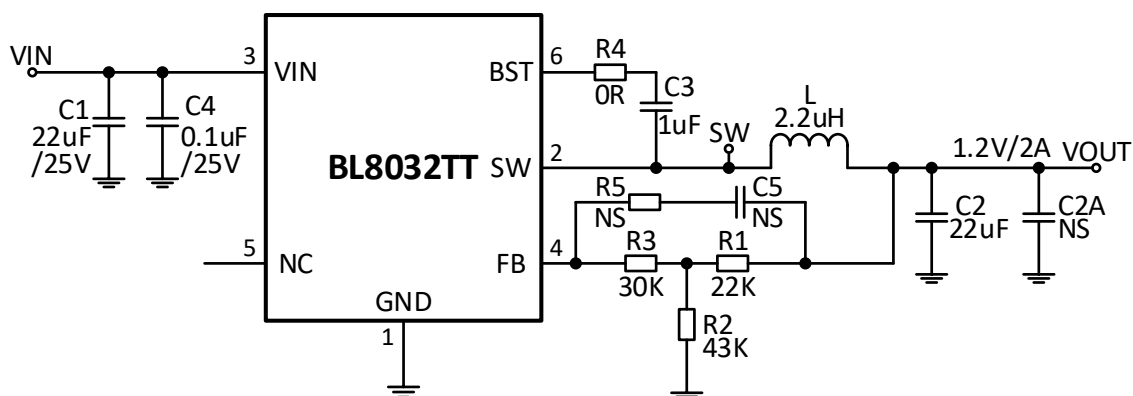 VIN
C1
22uF
/25V
C4
0.1uF
/25V
3
VIN
BL8032TT
5
NC
GND
1
BST
6
R4
0R
C3
1uF
SW
2
SW
L
2.2uH
1.2V/2A
VOUT
R5
NS
C5
NS
FB
4
R3
30K
R1
22K
R2
43K
C2
22uF
C2A
NS